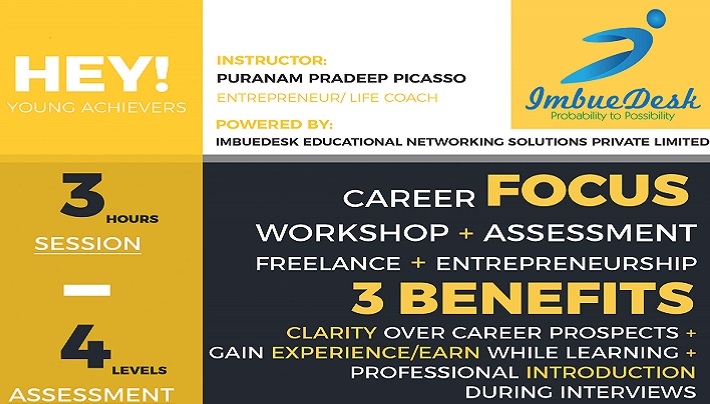 HEY!
YOUNG ACHIEVERS
INSTRUCTOR:
PURANAM PRADEEP PICASSO
ENTREPRENEUR/ LIFE COACH
POWERED BY:
IMBUEDESK EDUCATIONAL NETWORKING SOLUTIONS PRIVATE LIMITED
ImbueDesk
Probability to Possibility
3 HOURS
SESSION
4 LEVELS
ASSESSMENT
CAREER FOCUS
WORKSHOP + ASSESSMENT
FREELANCE + ENTREPRENEURSHIP
3 BENEFITS
CLARITY OVER CAREER PROSPECTS +
GAIN EXPERIENCE/EARN WHILE LEARNING +
PROFESSIONAL INTRODUCTION
DURING INTERVIEWS